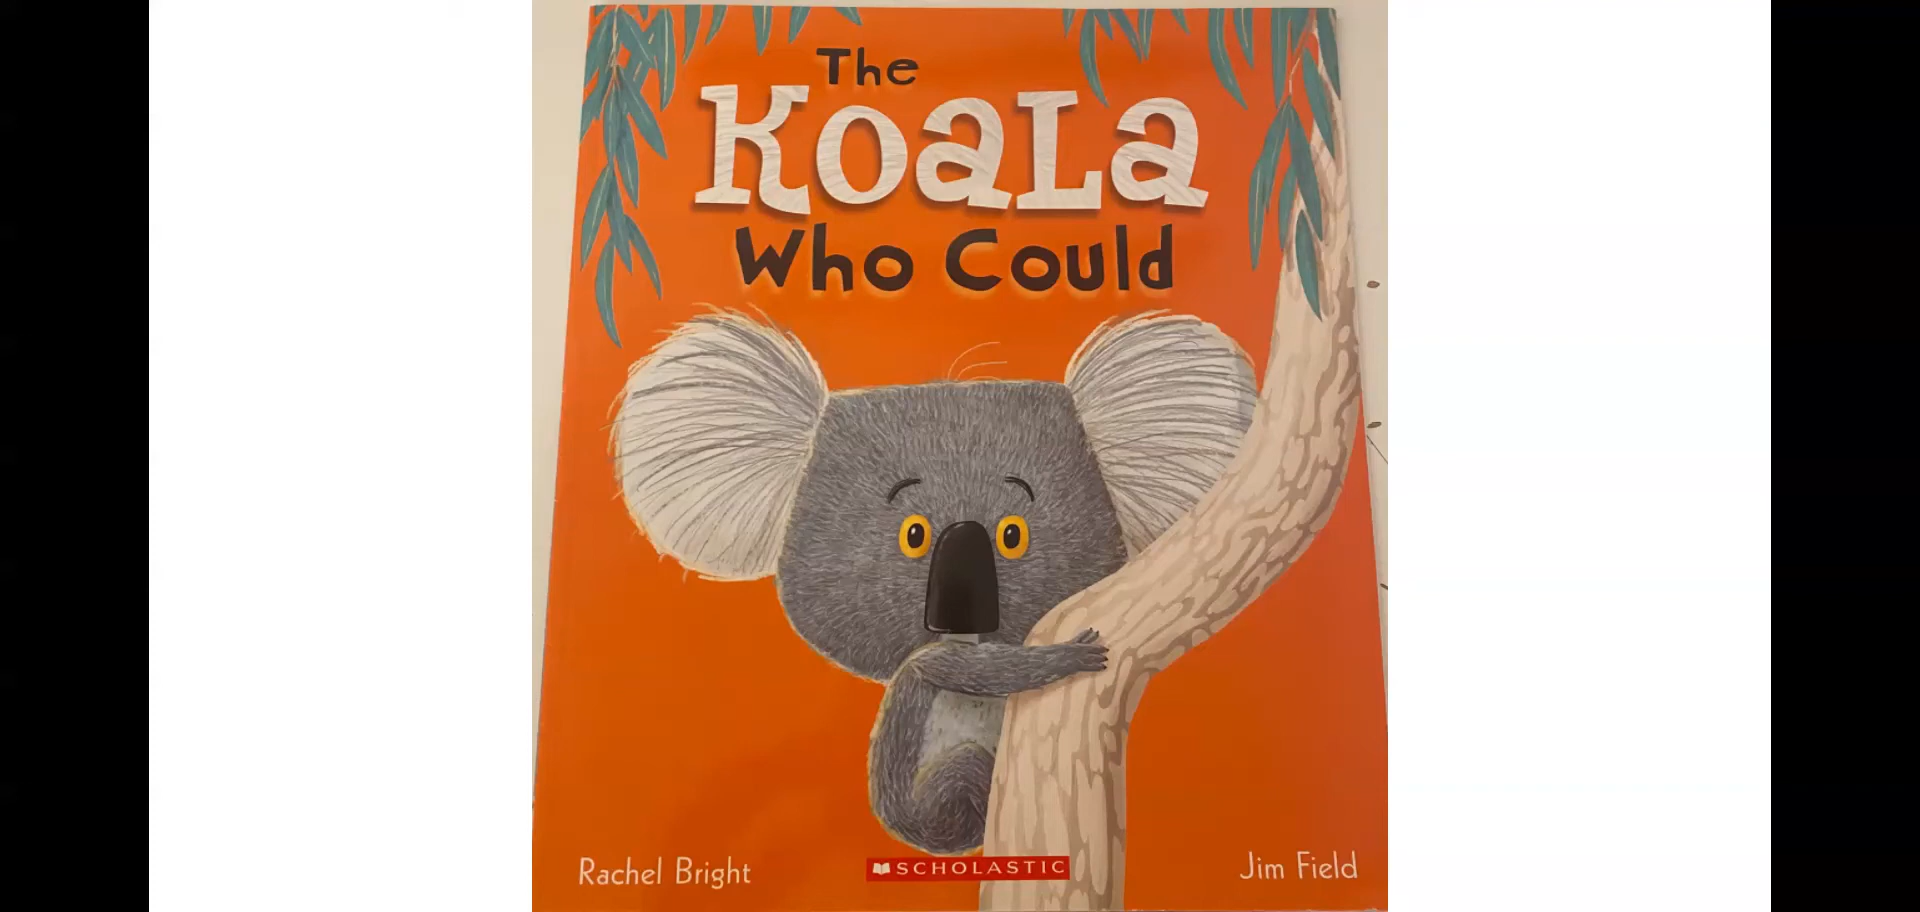 The
Koala
Who Could
Rachel Bright
SCHOLASTIC
Jim Field